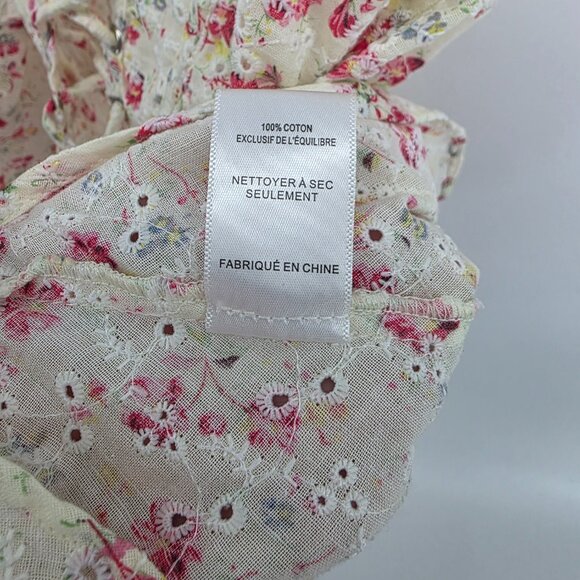 100% COTON
EXCLUSIF DE L'ÉQUILIBRE
NETTOYER À SEC
SEULEMENT
FABRIQUÉ EN CHINE